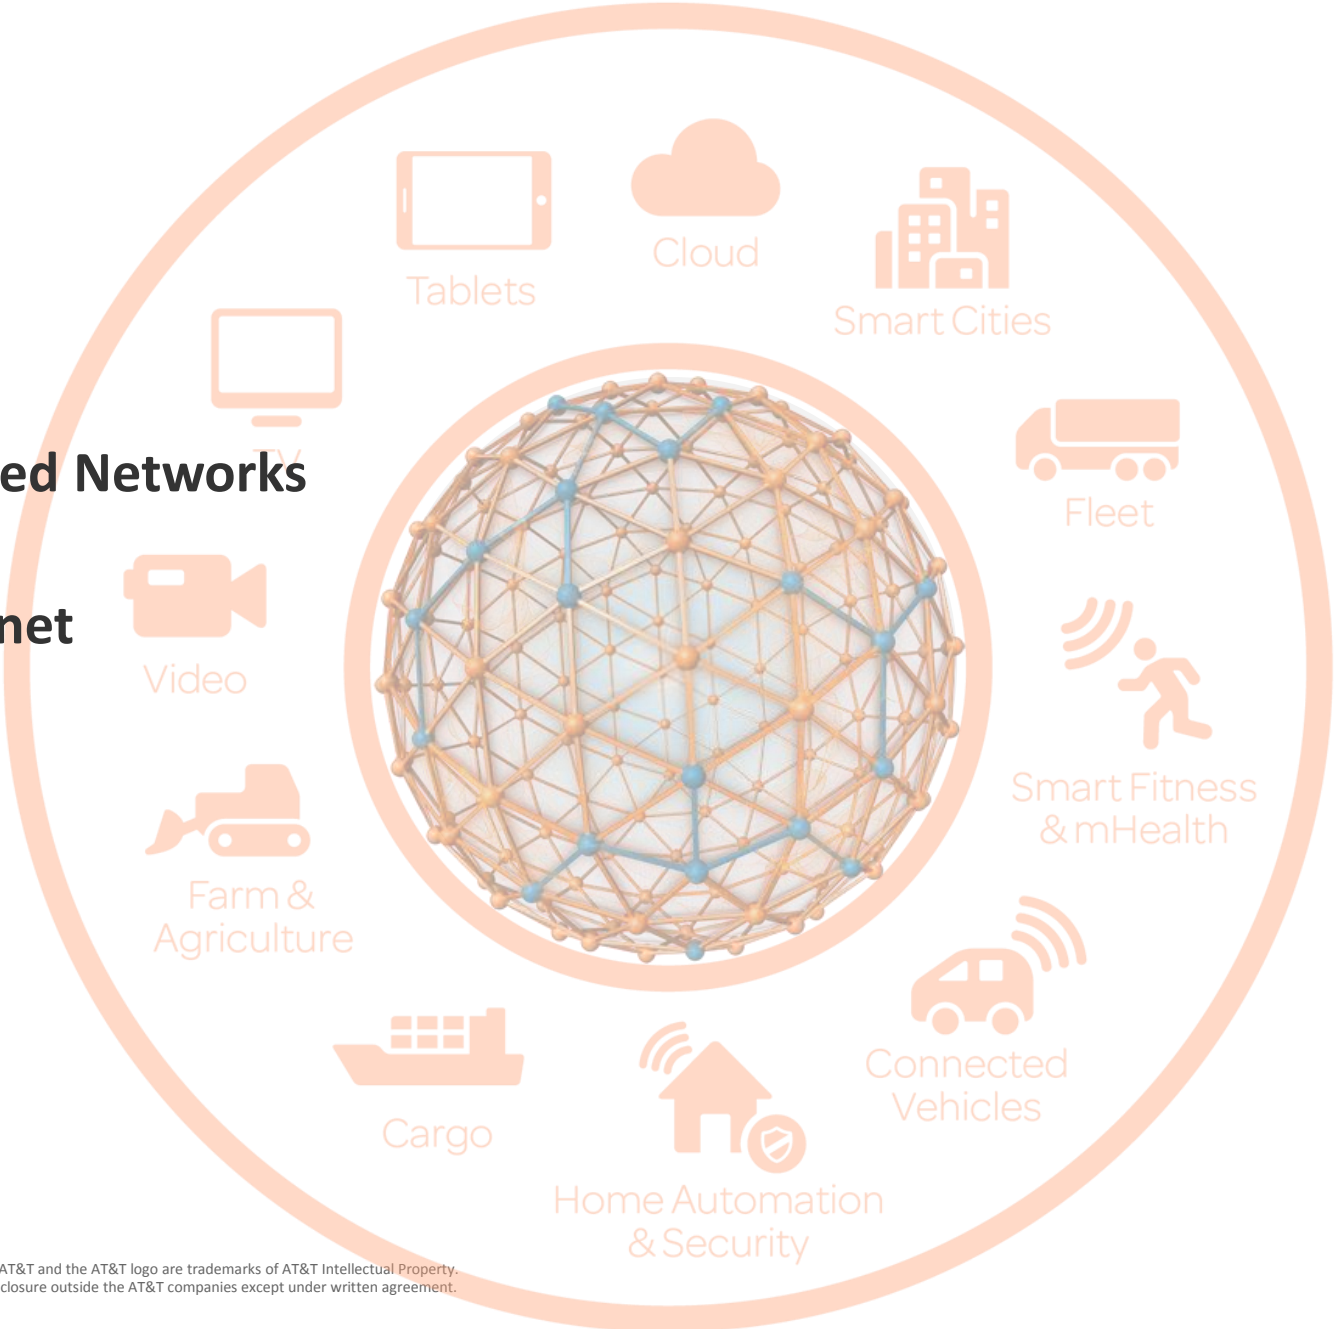 Cloud
Tablets
Smart Cities
TV
ed Networks
Fleet
net
Video
Smart Fitness
& mHealth
Farm &
Agriculture
Connected
Vehicles
Cargo
Home Automation
& Security
AT&T and the AT&T logo are trademarks of AT&T Intellectual Property.
closure outside the AT&T companies except under written agreement.